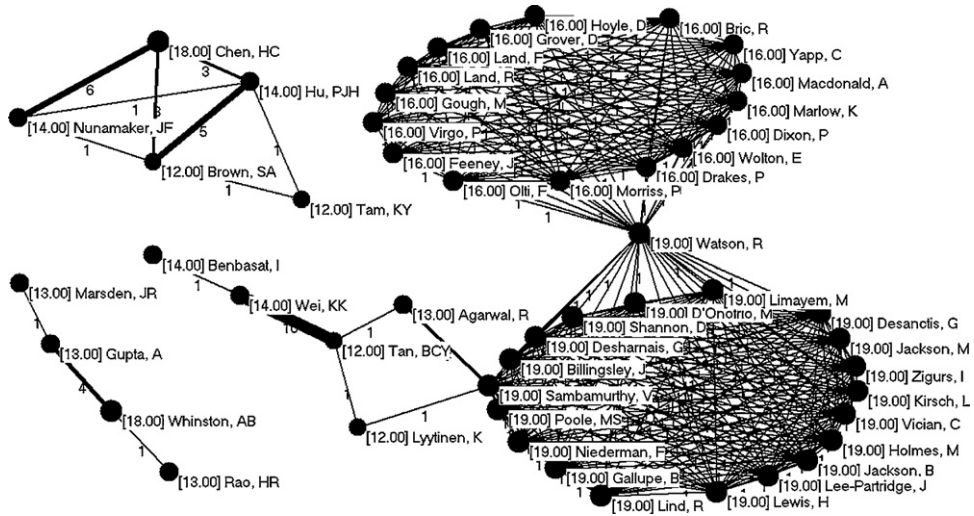 [16.00] Hoyle, D
[16.00] Bric, R
[16.00] Grover, D
[16.00] Yapp, C
[18.00] Chen, HC
[16.00] Land, F
3
[16.00] Land, R
[16.00] Macdonald, A
6
[14.00] Hu, PJH
[16.00] Gough, M
[16.00] Marlow, K
1
[14.00] Nunamaker, JF
5
[16.00] Virgo, P
[16.00] Dixon, P
1
[16.00] Wolton, E
[12.00] Brown, SA
[16.00] Feeney, J
[16.00] Drakes, P
1
[16.00] Olti, F
[16.00] Morriss, P
1
[12.00] Tam, KY
[19.00] Watson, R
[14.00] Benbasat, I
1
[13.00] Marsden, JR
[14.00] Wei, KK
[19.00] Limayem, M
[13.00] Agarwal, R
[19.00] Desanctis, G
1
[19.00] Shannon, D
1
[12.00] Tan, BCY
[19.00] Desharnais, G
[19.00] Jackson, M
[13.00] Gupta, A
[19.00] Billingsley, J
[19.00] Zigurs, I
4
1
[19.00] Sambamurthy, V
[19.00] Kirsch, L
[18.00] Whinston, AB
1
[19.00] Poole, MS
[19.00] Vician, C
[12.00] Lyytinen, K
1
[19.00] Niederman, F
[19.00] Holmes, M
[19.00] Jackson, B
[13.00] Rao, HR
[19.00] Gallupe, B
[19.00] Lee-Partridge, J
1
[19.00] Lind, R
[19.00] Lewis, H